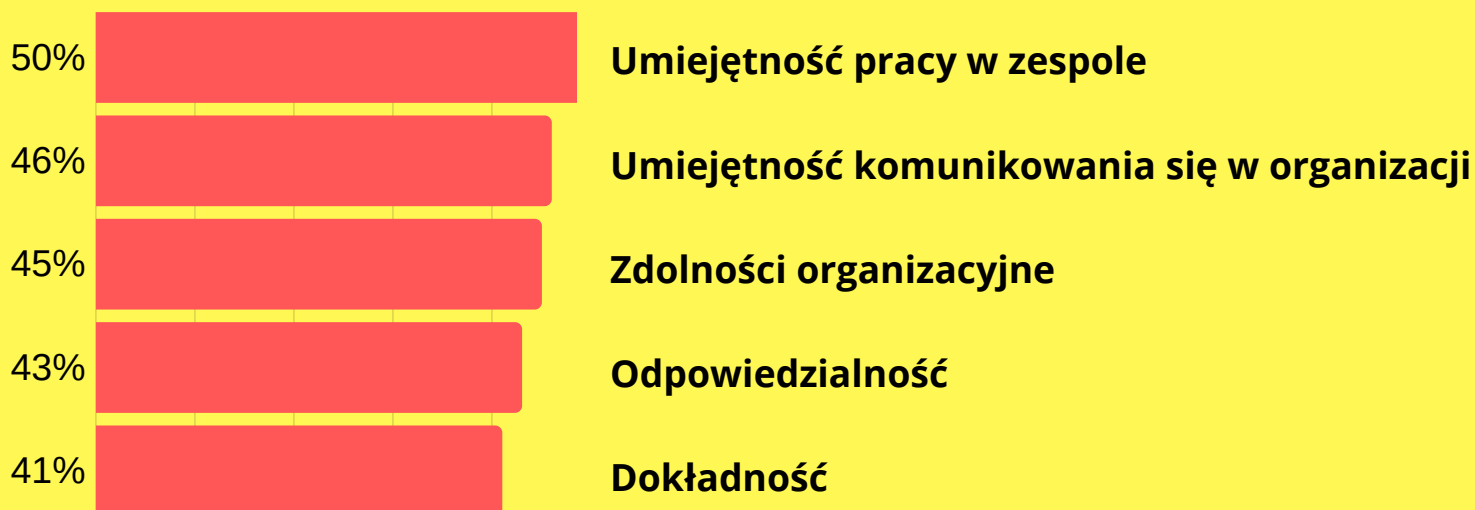 50% Umiejętność pracy w zespole
46% Umiejętność komunikowania się w organizacji
45% Zdolności organizacyjne
43% Odpowiedzialność
41% Dokładność